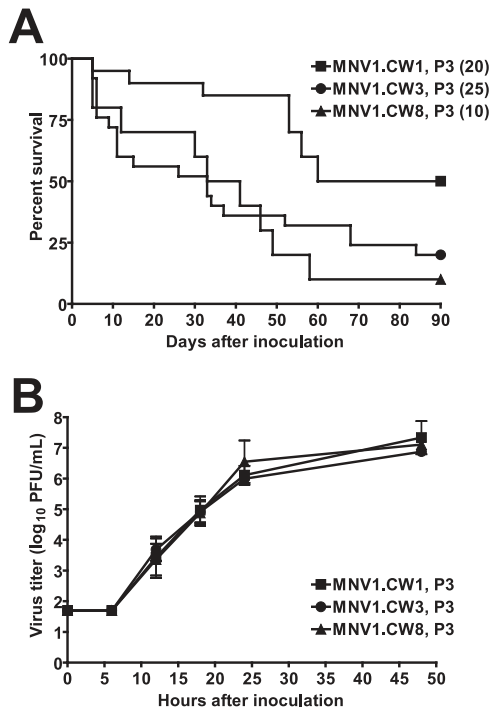 A
100
75
50
25
0
Percent survival
MNV1.CW1, P3 (20)
MNV1.CW3, P3 (25)
MNV1.CW8, P3 (10)
0 10 20 30 40 50 60 70 80 90
Days after inoculation
B
8
7
6
5
4
3
2
1
0
Virus titer (log10 PFU/mL)
MNV1.CW1, P3
MNV1.CW3, P3
MNV1.CW8, P3
0 5 10 15 20 25 30 35 40 45 50
Hours after inoculation